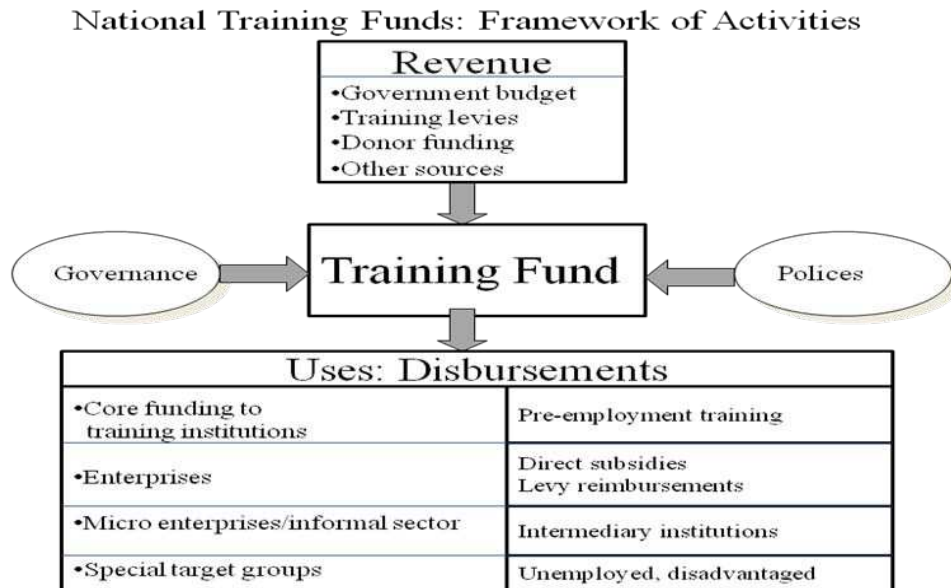 National Training Funds: Framework of Activities
Revenue
•Government budget
•Training levies
•Donor funding
•Other sources
Governance
Training Fund
Polices
Uses: Disbursements
•Core funding to
training institutions
Pre-employment training
•Enterprises
Direct subsidies
Levy reimbursements
•Micro enterprises/informal sector
Intermediary institutions
•Special target groups
Unemployed, disadvantaged